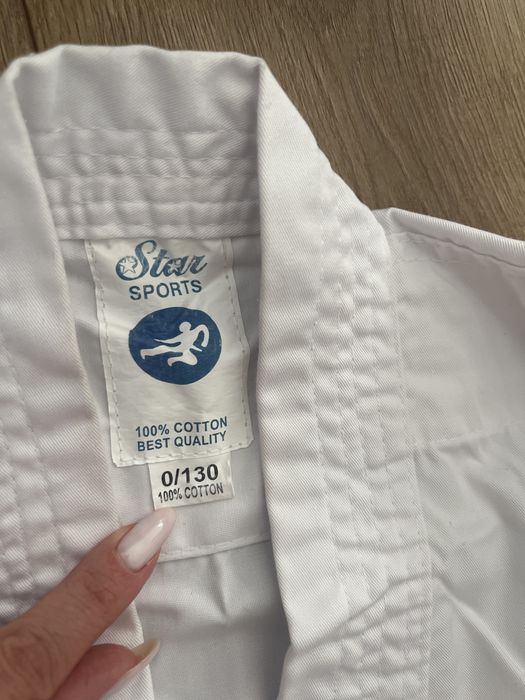 Star
SPORTS
100% COTTON
BEST QUALITY
0/130
100% COTTON